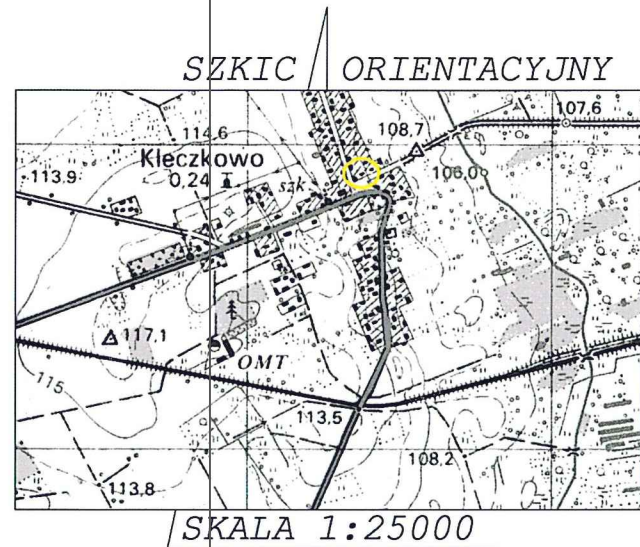 SZKIC ORIENTACYJNY
107,6
108.7
114.6
Kleczkowo
0,24
szk.
113.9
106.0
117.1
OMT
115
113.5
108,2
113.8
SKALA 1:25000